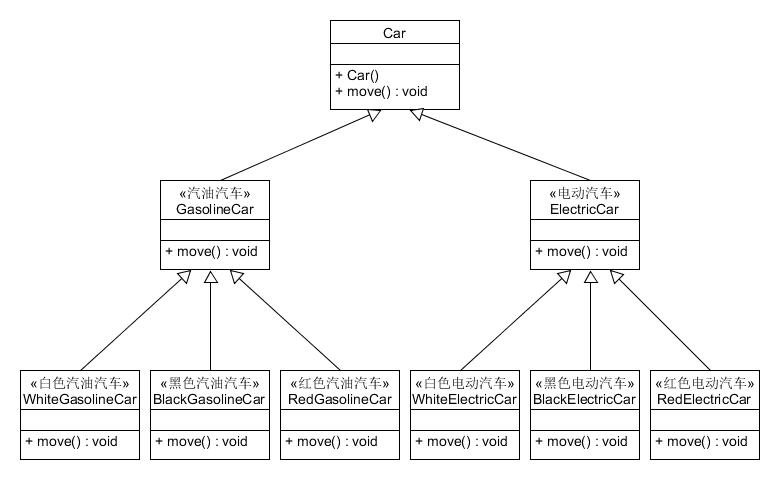 Car
+ Car()
+ move() : void
«汽油汽车»
GasolineCar
+ move() : void
«电动汽车»
ElectricCar
+ move() : void
«白色汽油汽车»
WhiteGasolineCar
+ move() : void
«黑色汽油汽车»
BlackGasolineCar
+ move() : void
«红色汽油汽车»
RedGasolineCar
+ move() : void
«白色电动汽车»
WhiteElectricCar
+ move() : void
«黑色电动汽车»
BlackElectricCar
+ move() : void
«红色电动汽车»
RedElectricCar
+ move() : void